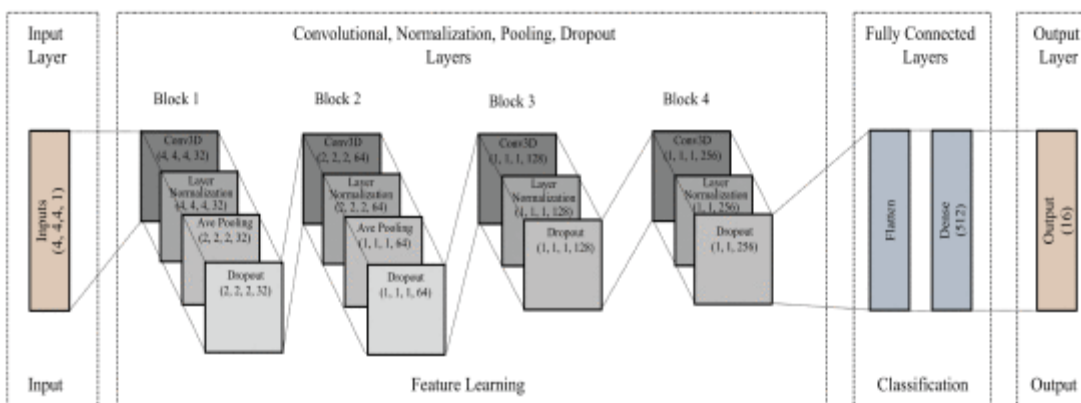 Input
Layer
Convolutional, Normalization, Pooling, Dropout
Layers
Fully Connected
Layers
Output
Layer
Block 1
Block 2
Block 3
Block 4
Inputs
(4, 4,4, 1)
Conv3D
(4, 4, 4, 32)
Layer
Normalization
(4, 4, 4, 32)
Ave Pooling
(2, 2, 2, 32)
Dropout
(2, 2, 2, 32)
Conv3D
(2, 2, 2, 64)
Layer
Normalization
(2, 2, 2, 64)
Ave Pooling
(1, 1, 1, 64)
Dropout
(1, 1, 1, 64)
Conv3D
(1, 1, 1, 128)
Layer
Normalization
(1, 1, 1, 128)
Dropout
(1, 1, 1, 128)
Conv3D
(1, 1, 1, 256)
Layer
Normalization
(1, 1, 256)
Dropout
(1, 1, 256)
Flatten
Dense
(512)
Output
(16)
Input
Feature Learning
Classification
Output